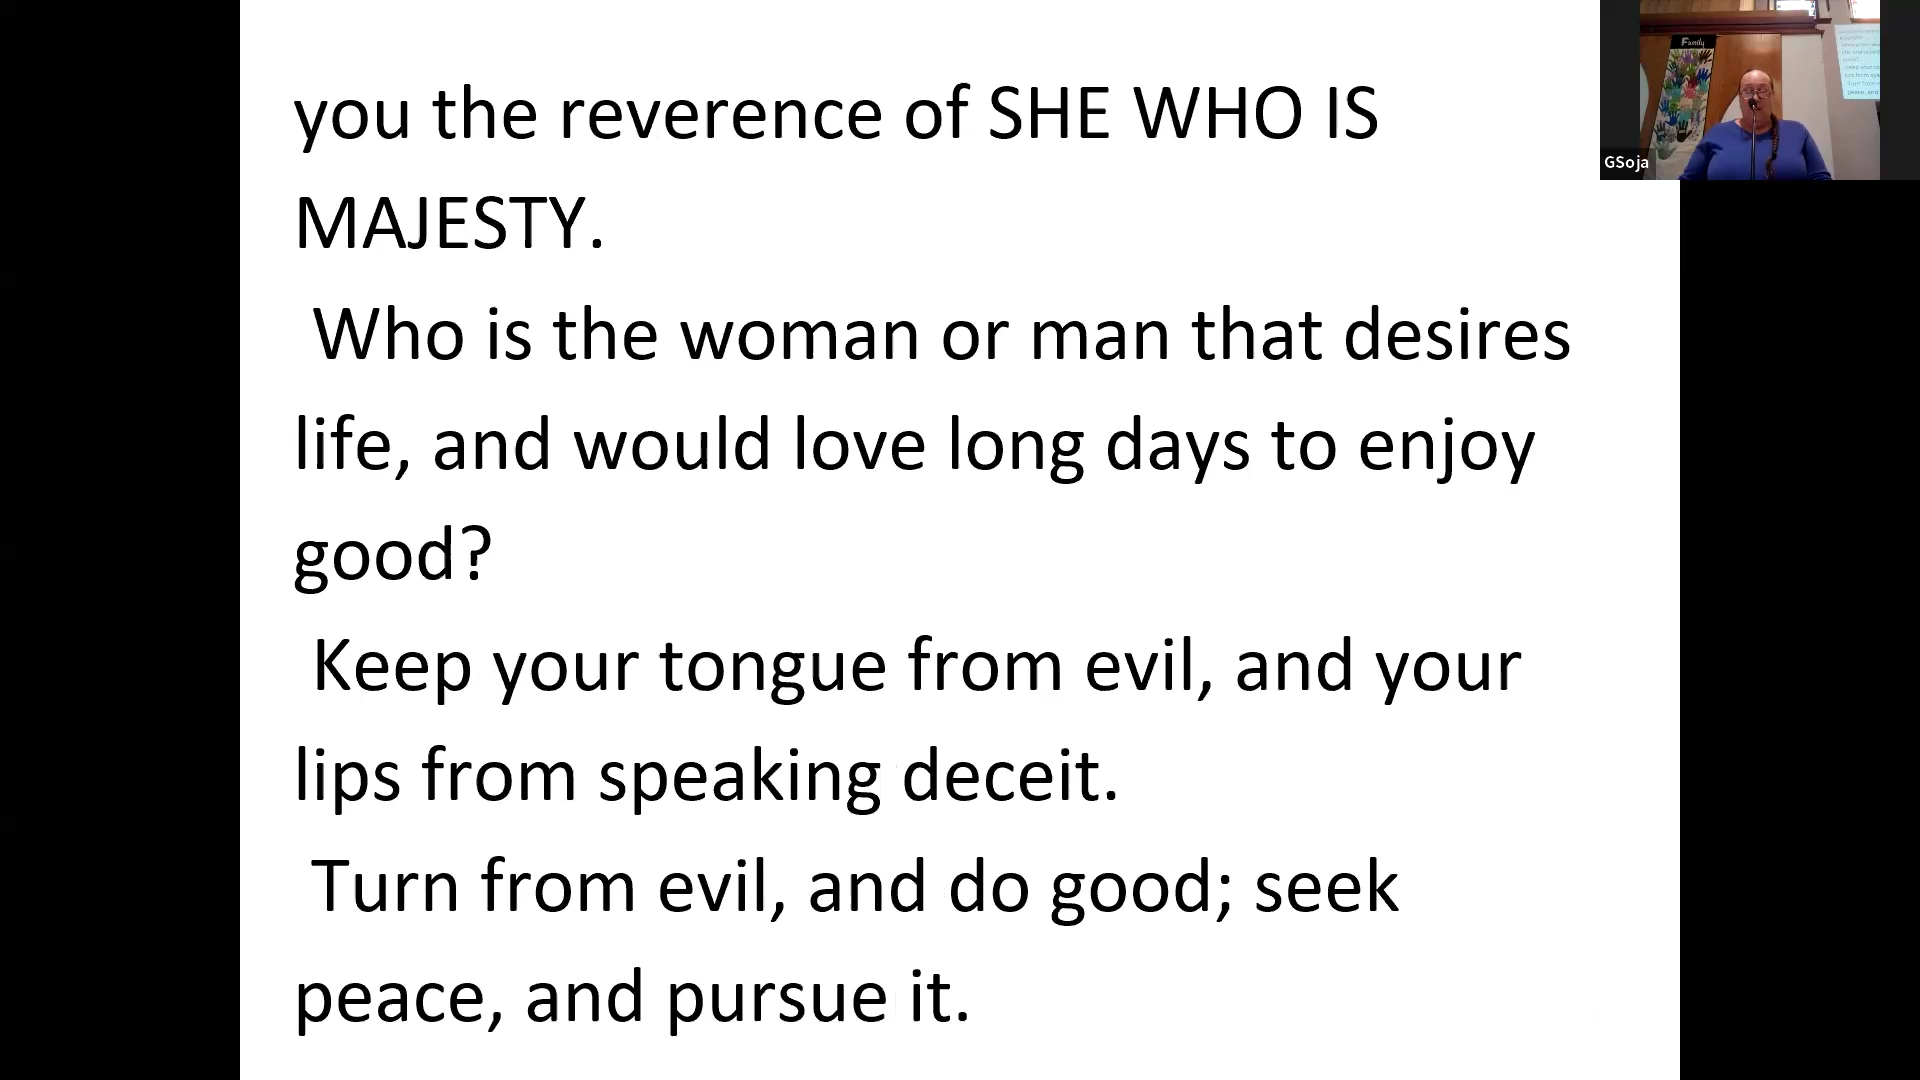 you the reverence of SHE WHO IS
MAJESTY.
Who is the woman or man that desires
life, and would love long days to enjoy
good?
Keep your tongue from evil, and your
lips from speaking deceit.
Turn from evil, and do good; seek
peace, and pursue it.
Family
GSoja